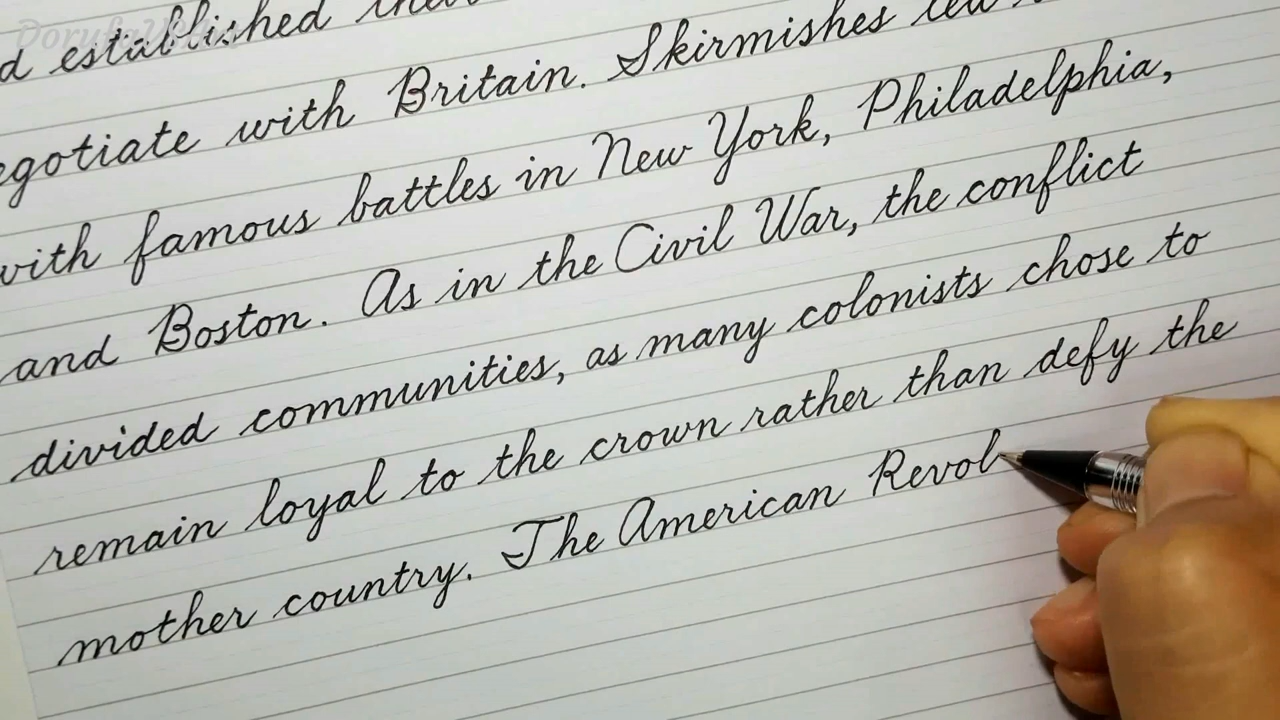 established
with Britain. Skirmishes led
with famous battles in New York, Philadelphia,
and Boston. As in the Civil War, the conflict
divided communities, as many colonists chose to
remain loyal to the crown rather than defy the
mother country. The American Revol